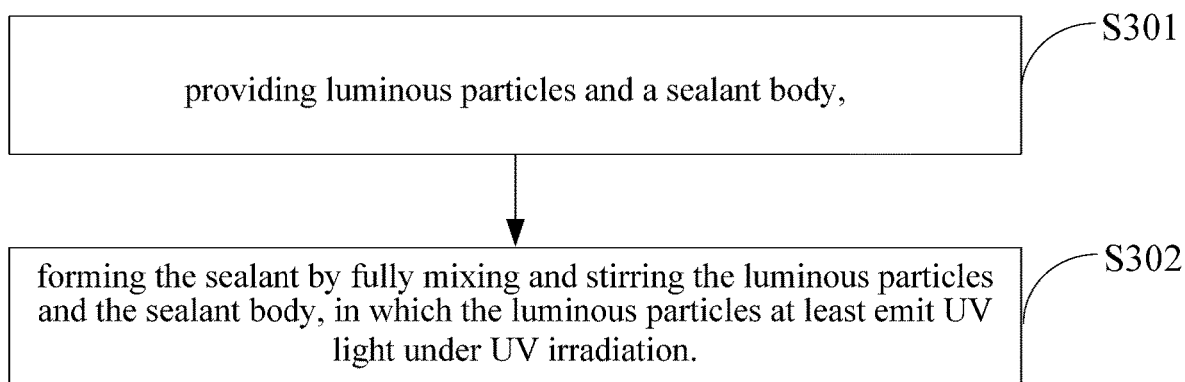 S301
providing luminous particles and a sealant body,
S302
forming the sealant by fully mixing and stirring the luminous particles
and the sealant body, in which the luminous particles at least emit UV
light under UV irradiation.